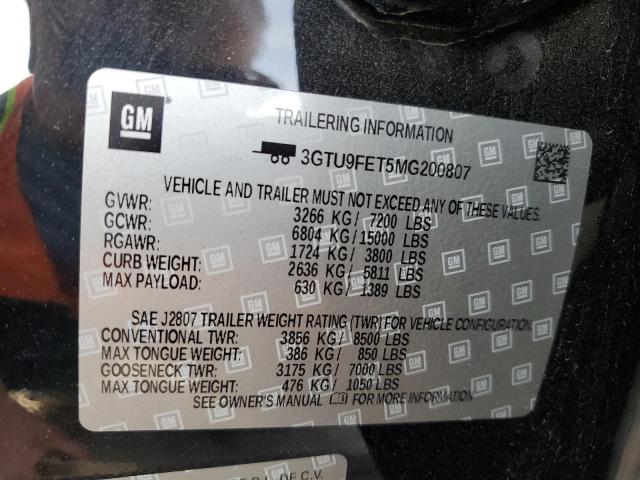 GM
TRAILERING INFORMATION
3GTU9FET5MG200807
VEHICLE AND TRAILER MUST NOT EXCEED ANY OF THESE VALUES.
GVWR: 3266 KG / 7200 LBS
GCWR: 6804 KG / 15000 LBS
RGAWR: 1724 KG / 3800 LBS
CURB WEIGHT: 2636 KG / 5811 LBS
MAX PAYLOAD: 630 KG / 1389 LBS
SAE J2807 TRAILER WEIGHT RATING (TWR) FOR VEHICLE CONFIGURATION.
CONVENTIONAL TWR: 3856 KG / 8500 LBS
MAX TONGUE WEIGHT: 386 KG / 850 LBS
GOOSENECK TWR: 3175 KG / 7000 LBS
MAX TONGUE WEIGHT: 476 KG / 1050 LBS
SEE OWNER'S MANUAL FOR MORE INFORMATION
DE C.V.